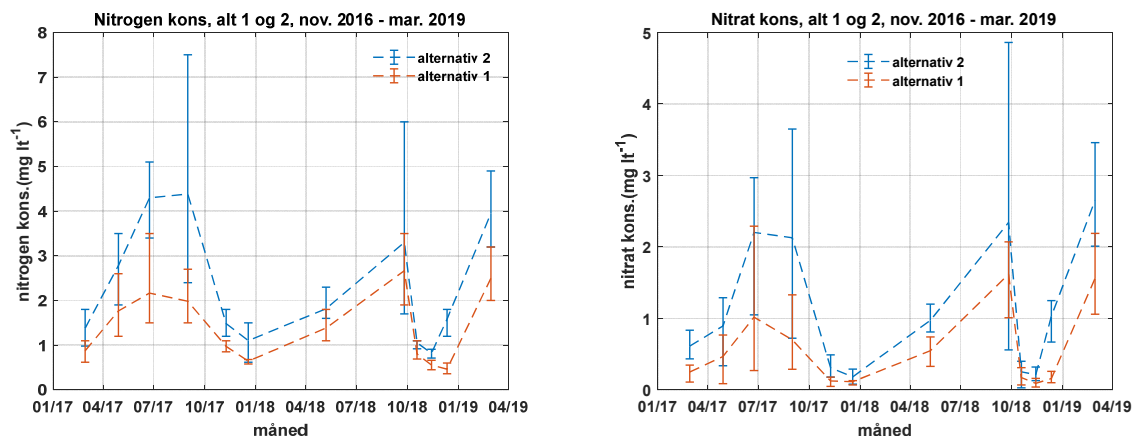 Nitrogen kons, alt 1 og 2, nov. 2016 - mar. 2019
8
7
6
5
4
3
2
1
0
nitrogen kons.(mg lt⁻¹)
alternativ 2
alternativ 1
01/17 04/17 07/17 10/17 01/18 04/18 07/18 10/18 01/19 04/19
måned
Nitrat kons, alt 1 og 2, nov. 2016 - mar. 2019
5
4
3
2
1
0
nitrat kons.(mg lt⁻¹)
alternativ 2
alternativ 1
01/17 04/17 07/17 10/17 01/18 04/18 07/18 10/18 01/19 04/19
måned